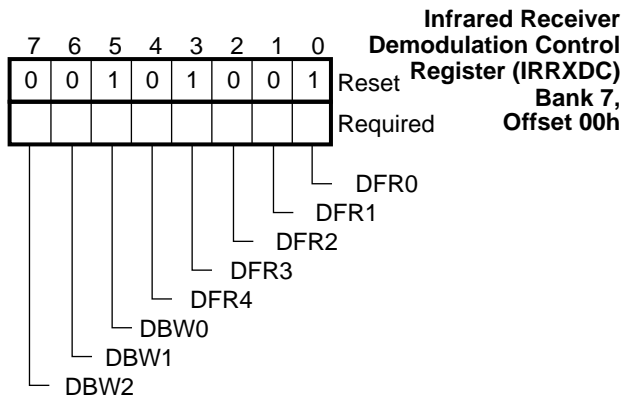 Infrared Receiver
Demodulation Control
Register (IRRXDC)
Bank 7,
Offset 00h
7 6 5 4 3 2 1 0
0 0 1 0 1 0 0 1 Reset
Required
DFR0
DFR1
DFR2
DFR3
DFR4
DBW0
DBW1
DBW2